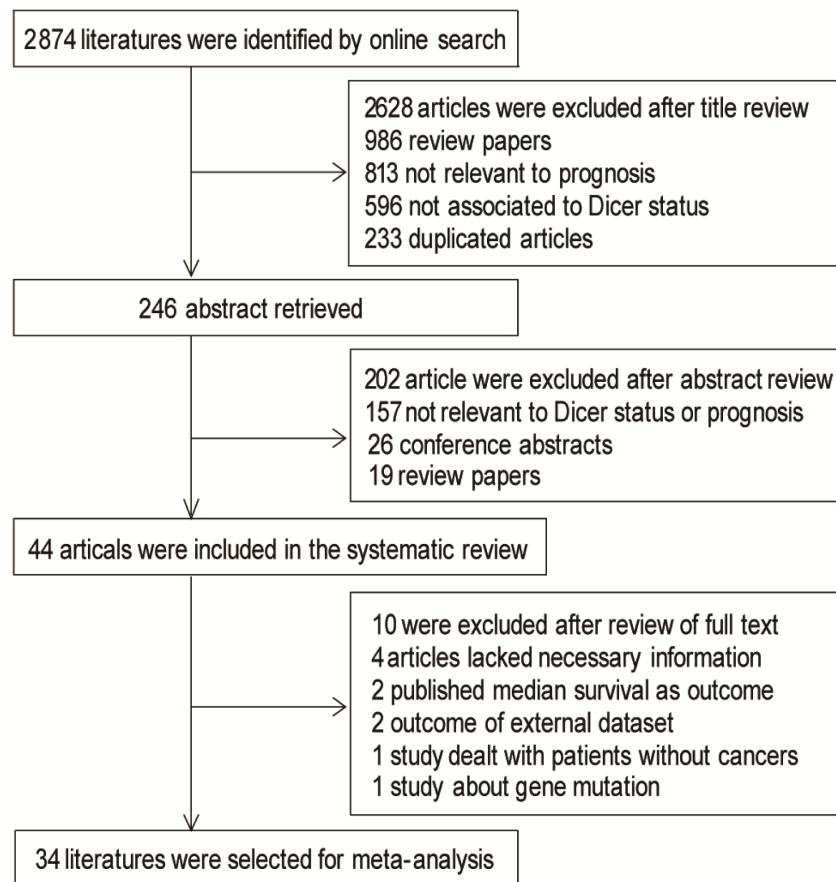 2874 literatures were identified by online search
2628 articles were excluded after title review
986 review papers
813 not relevant to prognosis
596 not associated to Dicer status
233 duplicated articles
246 abstract retrieved
202 article were excluded after abstract review
157 not relevant to Dicer status or prognosis
26 conference abstracts
19 review papers
44 articals were included in the systematic review
10 were excluded after review of full text
4 articles lacked necessary information
2 published median survival as outcome
2 outcome of external dataset
1 study dealt with patients without cancers
1 study about gene mutation
34 literatures were selected for meta-analysis